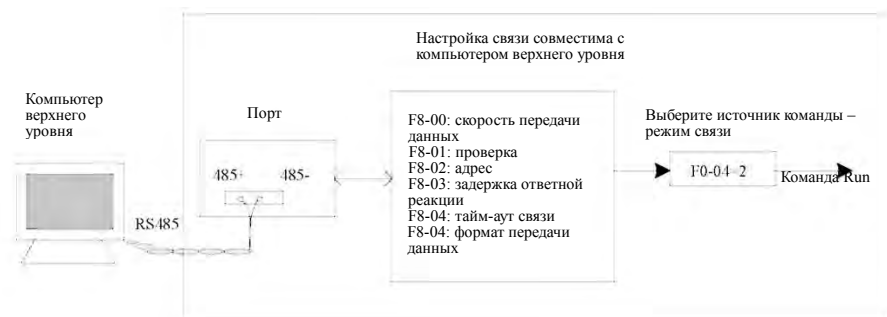 Настройка связи совместима с
компьютером верхнего уровня
Компьютер
верхнего
уровня
Порт
485+ 485-
RS485
F8-00: скорость передачи
данных
F8-01: проверка
F8-02: адрес
F8-03: задержка ответной
реакции
F8-04: тайм-аут связи
F8-04: формат передачи
данных
Выберите источник команды –
режим связи
F0-04=2
Команда Run